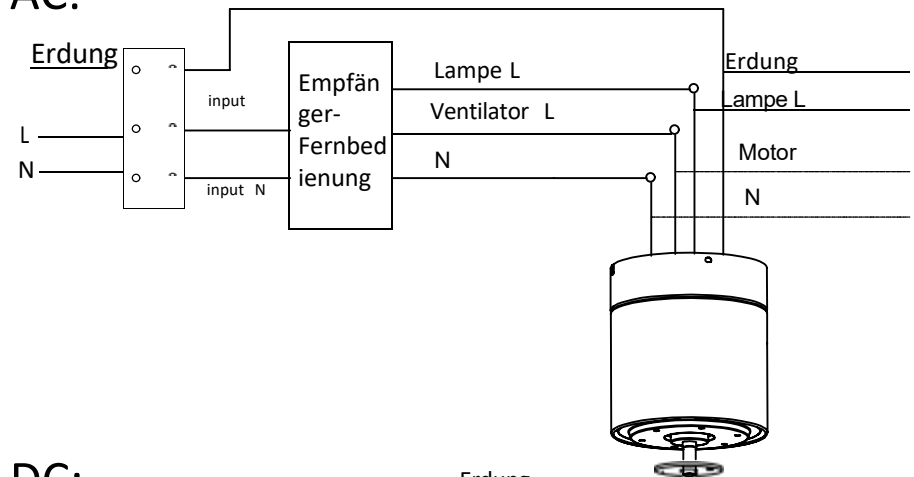 AC:
Erdung
L
N
input
input N
Empfän
ger-
Fernbed
ienung
Lampe L
Ventilator L
N
Erdung
Lampe L
Motor
N
DC:
Erdung